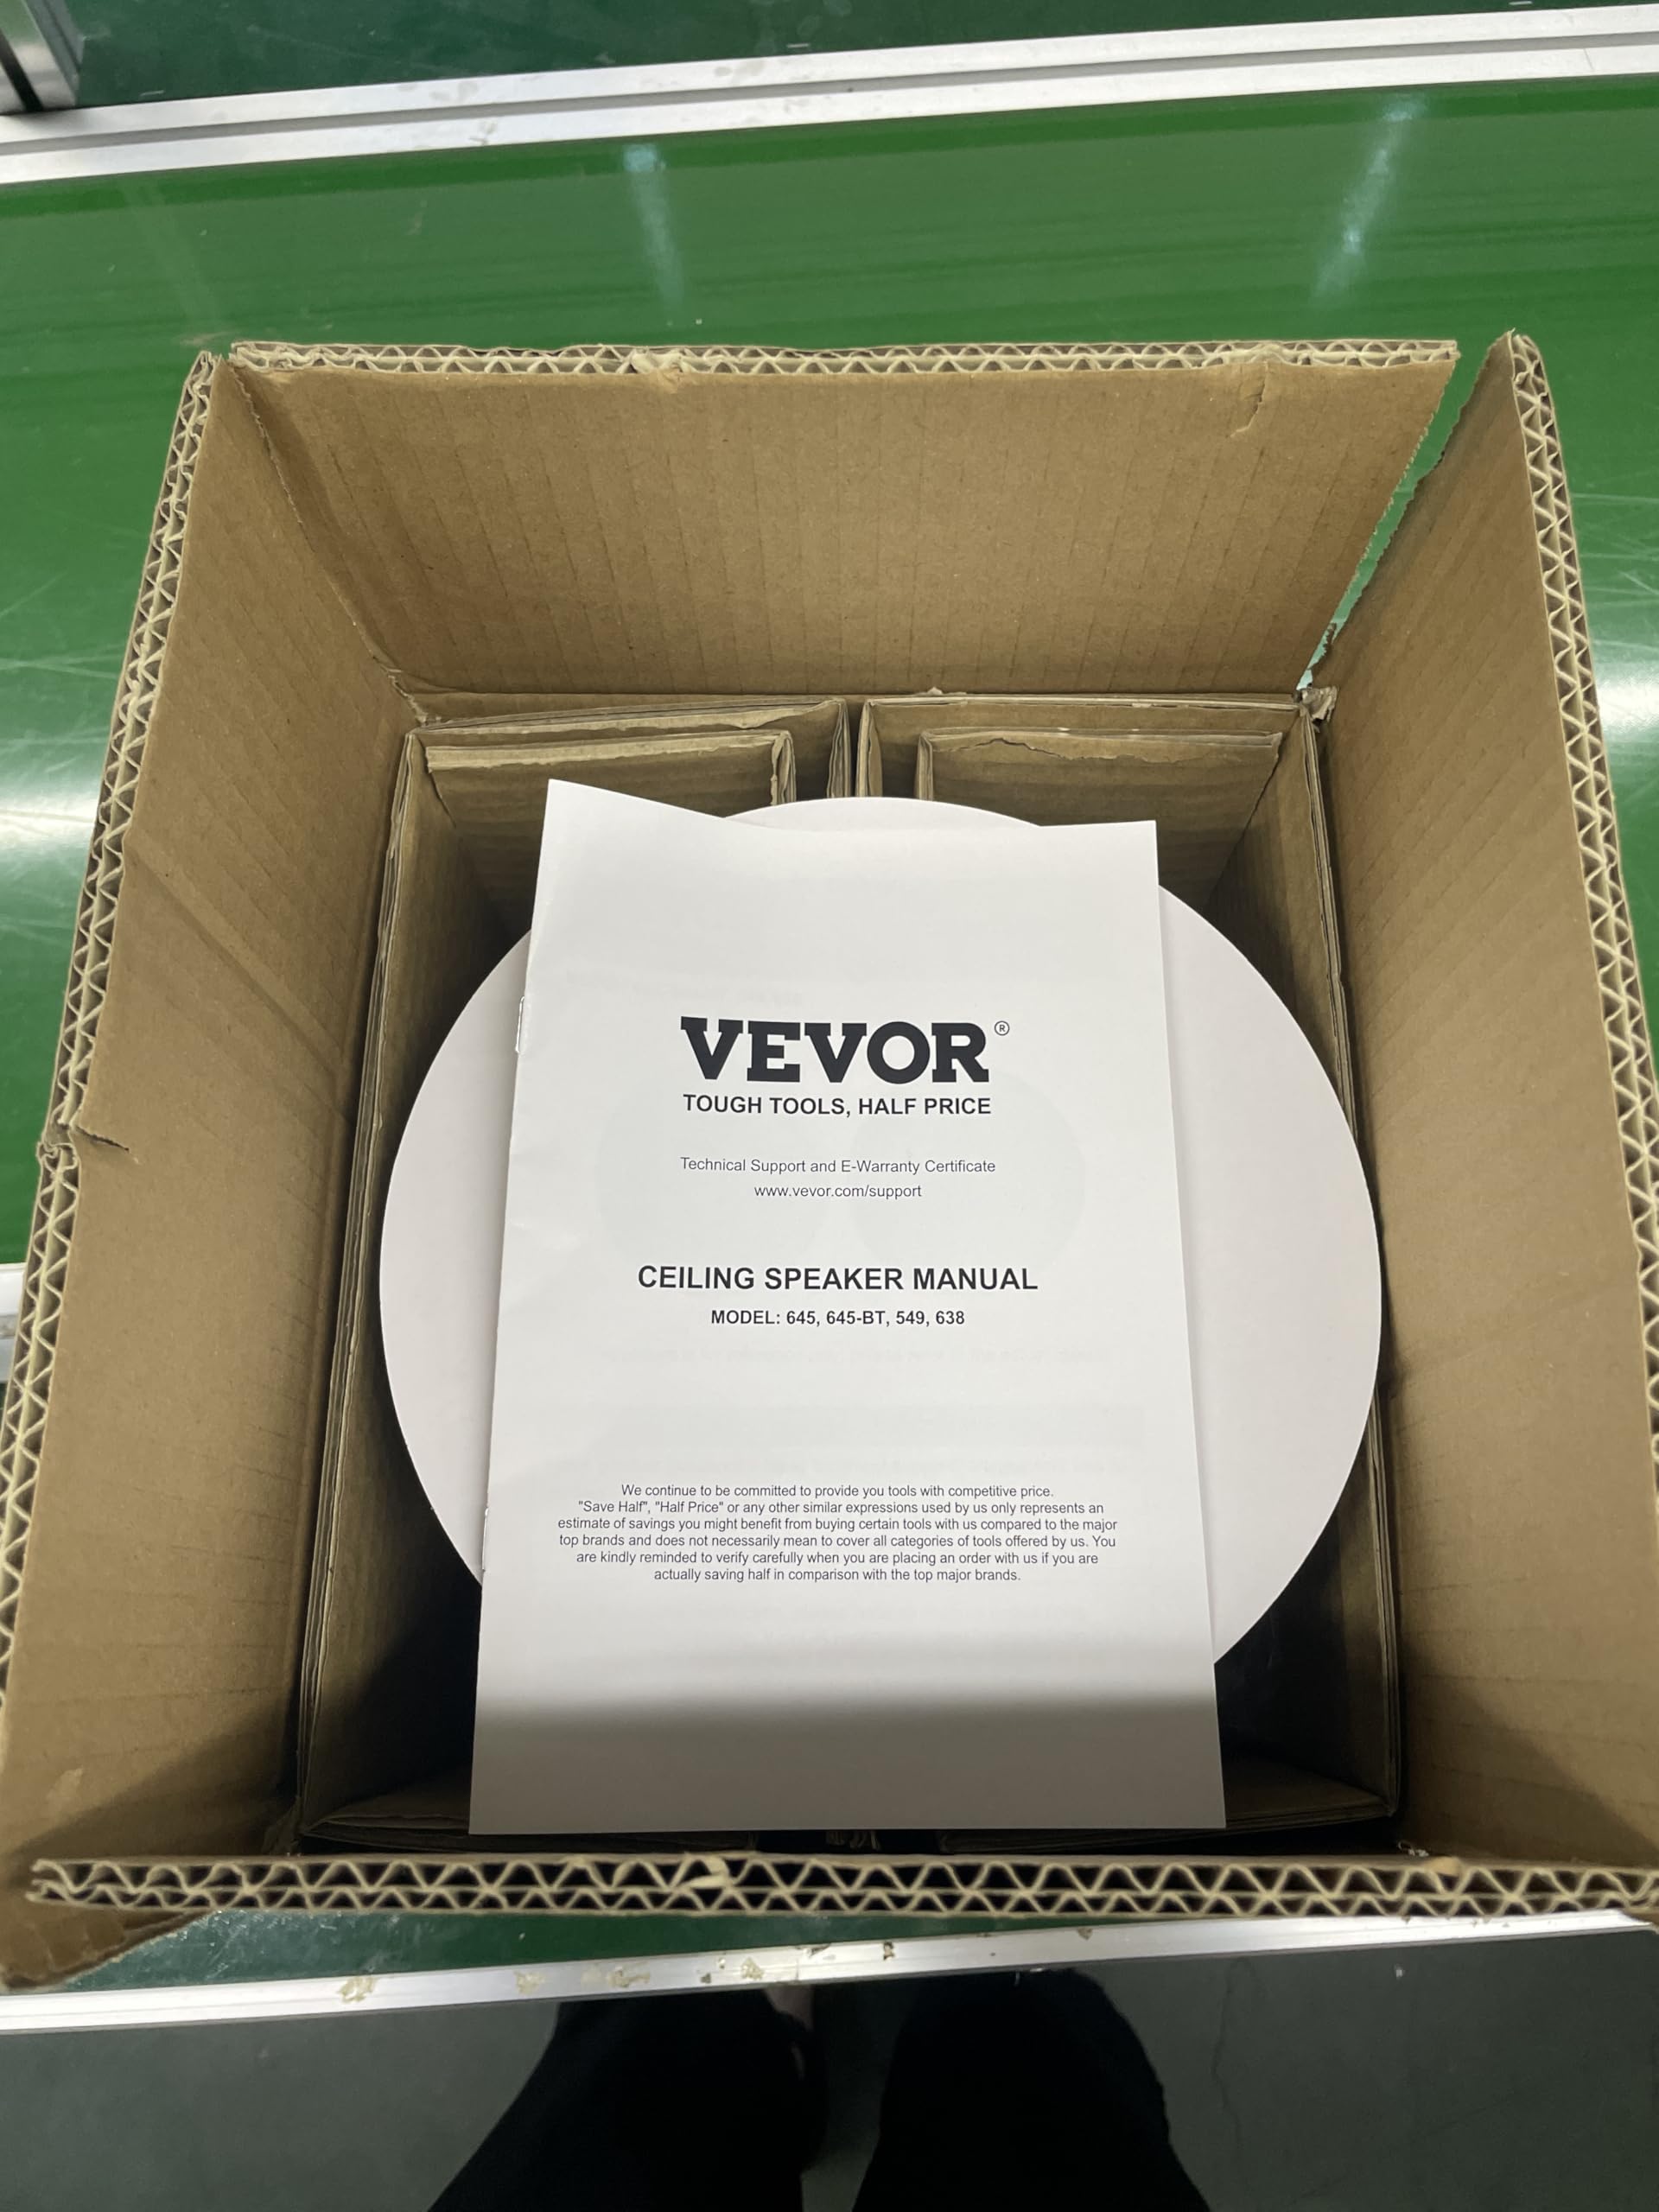 VEVOR®
TOUGH TOOLS, HALF PRICE
Technical Support and E-Warranty Certificate
www.vevor.com/support
CEILING SPEAKER MANUAL
MODEL: 645, 645-BT, 549, 638
We continue to be committed to provide you tools with competitive price.
"Save Half", "Half Price" or any other similar expressions used by us only represents an
estimate of savings you might benefit from buying certain tools with us compared to the major
top brands and does not necessarily mean to cover all categories of tools offered by us. You
are kindly reminded to verify carefully when you are placing an order with us if you are
actually saving half in comparison with the top major brands.